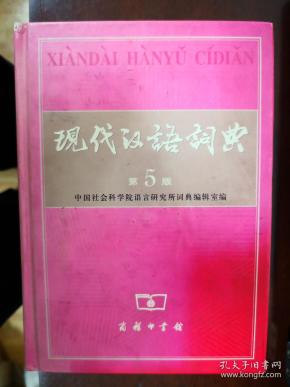 XIÀNDÀI HÀNYǓ CÍDIǍN
现代汉语词典
第5版
中国社会科学院语言研究所词典编辑室编
商务印书馆
孔夫子旧书网